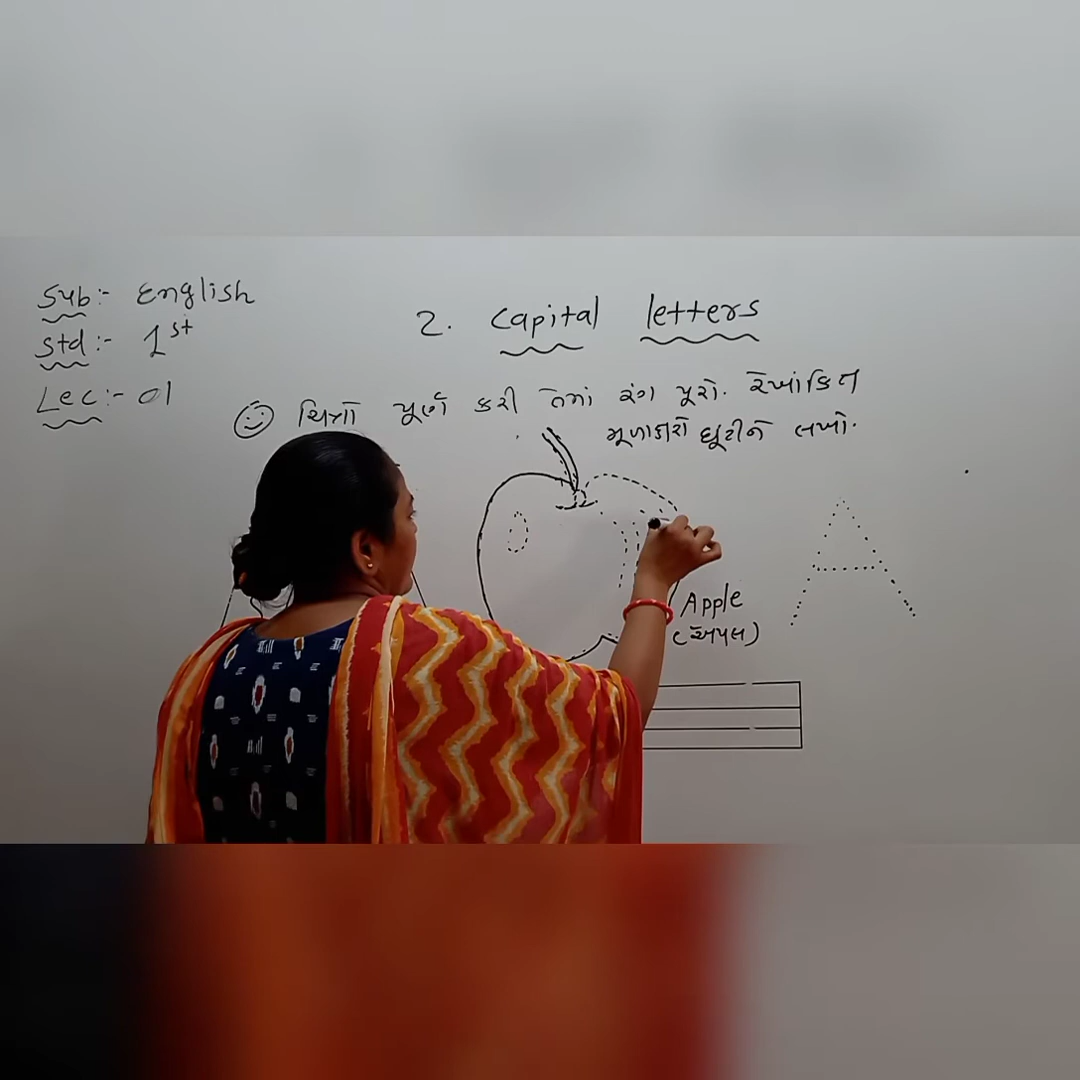 Sub:- English
Std:- 1st
Lec:- 01
2. Capital letters
ચિત્રો પૂર્ણ કરી તેમાં રંગ પૂરો. રેખાંકિત
મૂળાક્ષરો ઘૂંટીને લખો.
A
Apple
(એપલ)